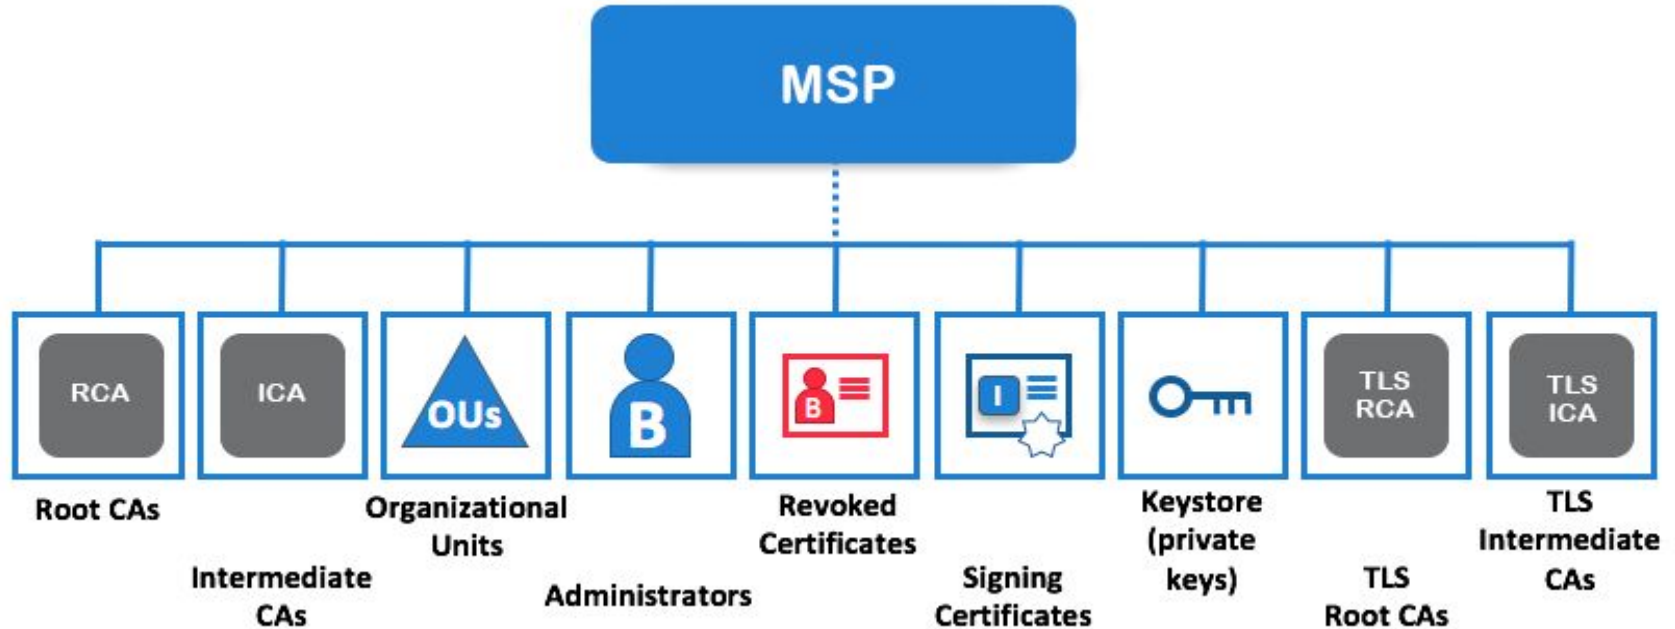 MSP
RCA
ICA
OUs
B
B
I
TLS
RCA
TLS
ICA
Root CAs
Intermediate
CAs
Organizational
Units
Administrators
Revoked
Certificates
Signing
Certificates
Keystore
(private
keys)
TLS
Root CAs
TLS
Intermediate
CAs